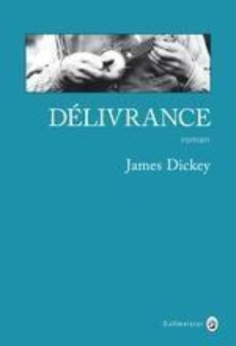 DÉLIVRANCE
roman
James Dickey
Gallmeister